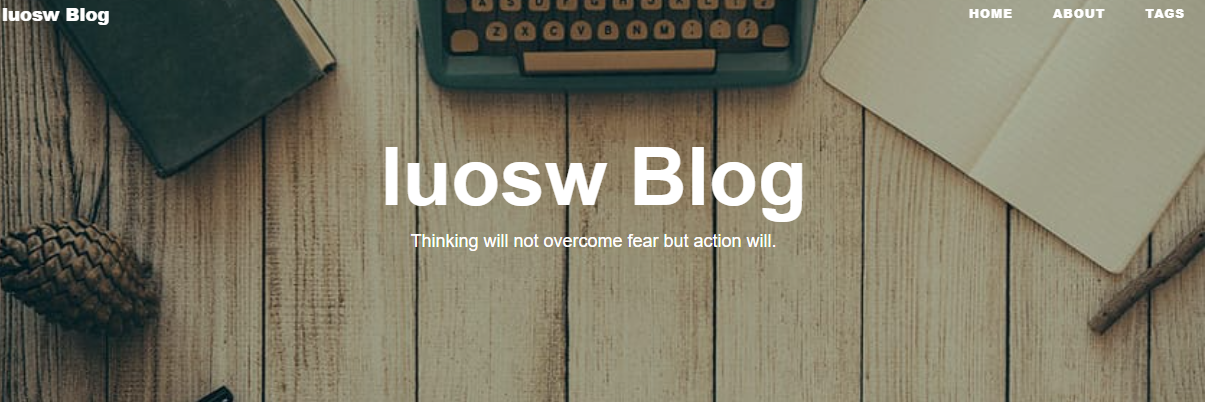 luosw Blog
HOME ABOUT TAGS
Z X C V B N M
luosw Blog
Thinking will not overcome fear but action will.